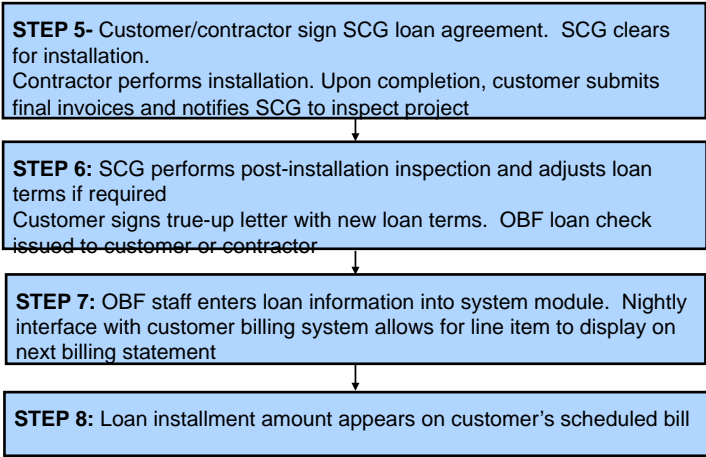 STEP 5- Customer/contractor sign SCG loan agreement.  SCG clears
for installation.
Contractor performs installation. Upon completion, customer submits
final invoices and notifies SCG to inspect project
STEP 6: SCG performs post-installation inspection and adjusts loan
terms if required
Customer signs true-up letter with new loan terms.  OBF loan check
issued to customer or contractor
STEP 7: OBF staff enters loan information into system module.  Nightly
interface with customer billing system allows for line item to display on
next billing statement
STEP 8: Loan installment amount appears on customer’s scheduled bill